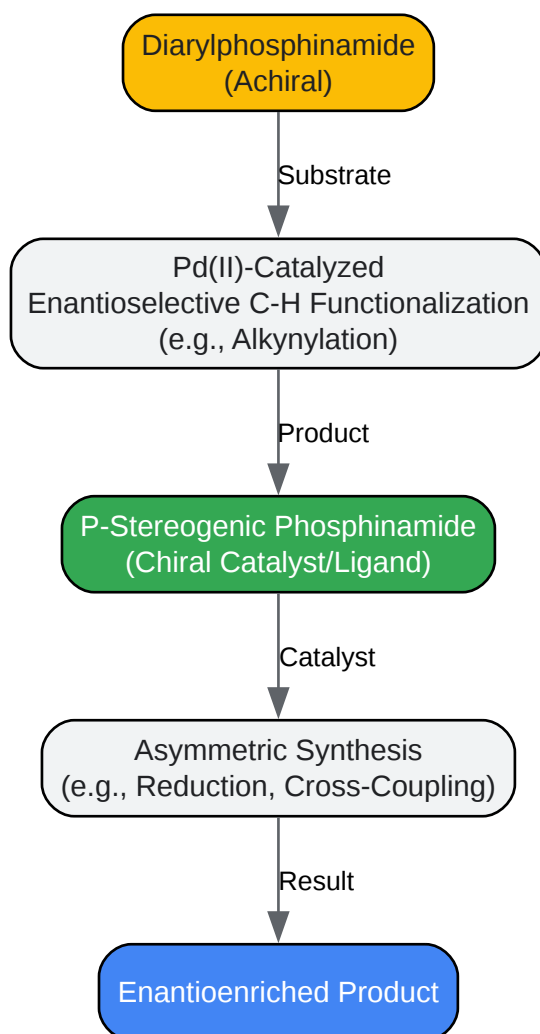 Diarylphosphinamide
(Achiral)
Substrate
Pd(II)-Catalyzed
Enantioselective C-H Functionalization
(e.g., Alkynylation)
Product
P-Stereogenic Phosphinamide
(Chiral Catalyst/Ligand)
Catalyst
Asymmetric Synthesis
(e.g., Reduction, Cross-Coupling)
Result
Enantioenriched Product